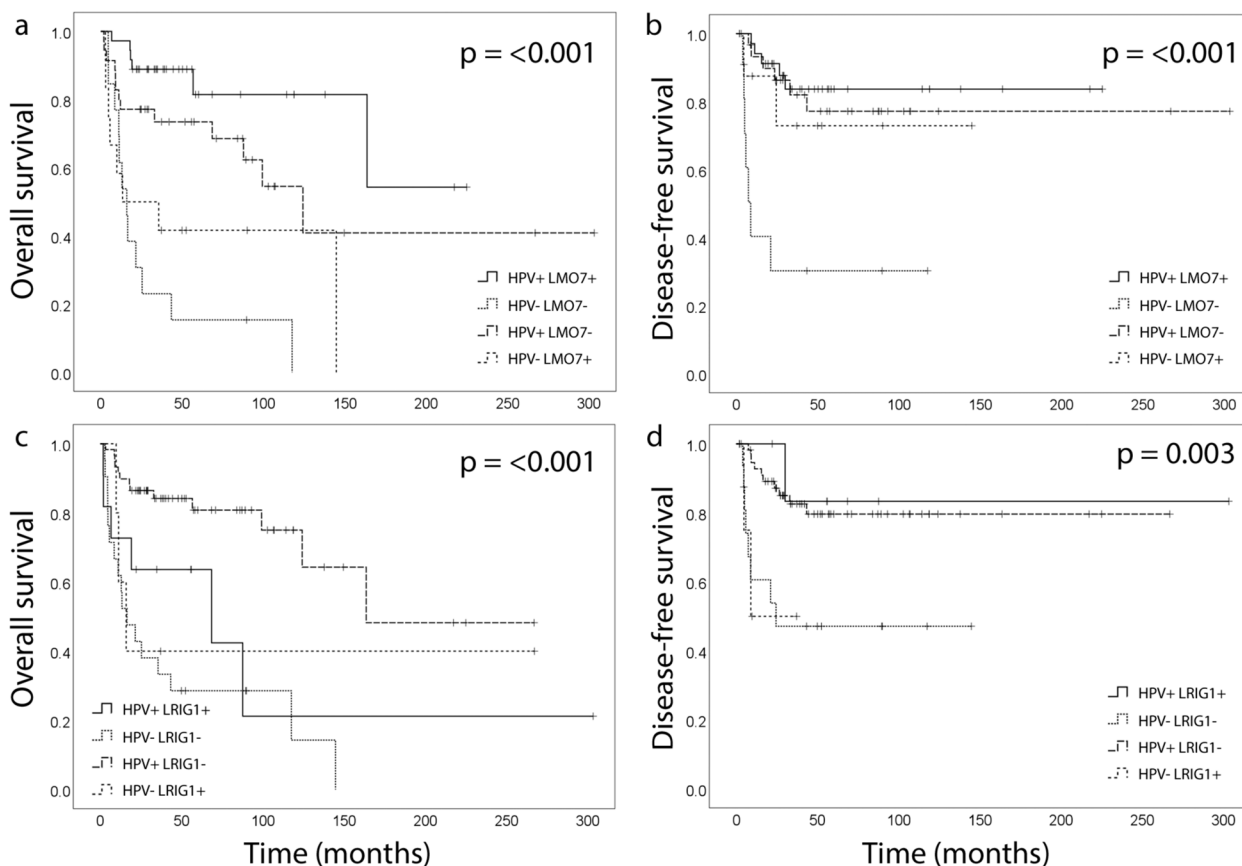 a
p = <0.001
Overall survival
1.0
0.8
0.6
0.4
0.2
0.0
HPV+ LMO7+
HPV- LMO7-
HPV+ LMO7-
HPV- LMO7+
0 50 100 150 200 250 300
b
p = <0.001
Disease-free survival
1.0
0.8
0.6
0.4
0.2
0.0
HPV+ LMO7+
HPV- LMO7-
HPV+ LMO7-
HPV- LMO7+
0 50 100 150 200 250 300
c
p = <0.001
Overall survival
1.0
0.8
0.6
0.4
0.2
0.0
HPV+ LRIG1+
HPV- LRIG1-
HPV+ LRIG1-
HPV- LRIG1+
0 50 100 150 200 250 300
Time (months)
d
p = 0.003
Disease-free survival
1.0
0.8
0.6
0.4
0.2
0.0
HPV+ LRIG1+
HPV- LRIG1-
HPV+ LRIG1-
HPV- LRIG1+
0 50 100 150 200 250 300
Time (months)